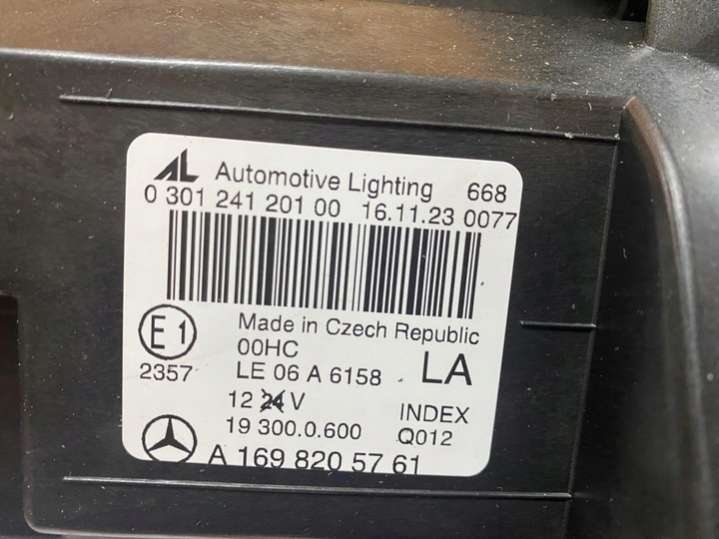 AL Automotive Lighting 668
0 301 241 201 00 16.11.23 0077
E1 Made in Czech Republic
00HC
2357 LE 06 A 6158 LA
12 24 V INDEX
19 300.0.600 Q012
A 169 820 57 61